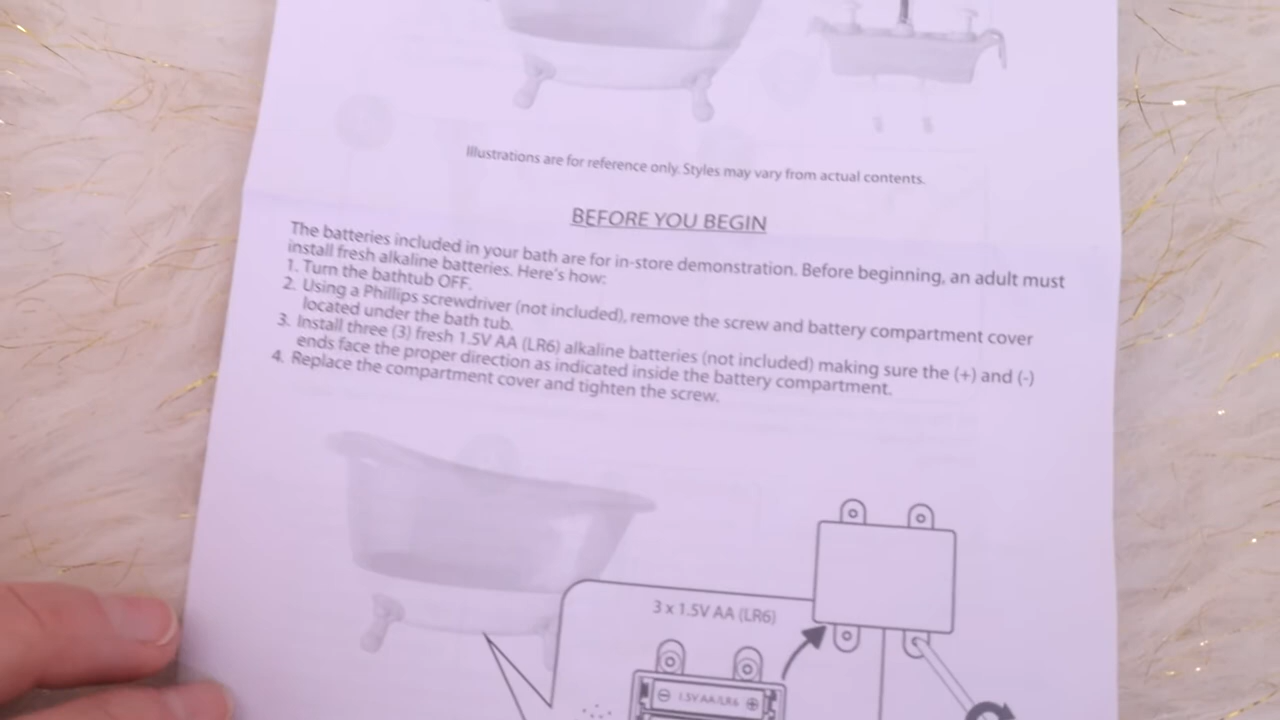 Illustrations are for reference only. Styles may vary from actual contents.
BEFORE YOU BEGIN
The batteries included in your bath are for in-store demonstration. Before beginning, an adult must
install fresh alkaline batteries. Here's how:
1. Turn the bathtub OFF.
2. Using a Phillips screwdriver (not included), remove the screw and battery compartment cover
located under the bath tub.
3. Install three (3) fresh 1.5V AA (LR6) alkaline batteries (not included) making sure the (+) and (-)
ends face the proper direction as indicated inside the battery compartment.
4. Replace the compartment cover and tighten the screw.
3 x 1.5V AA (LR6)
1.5V AA/LR6